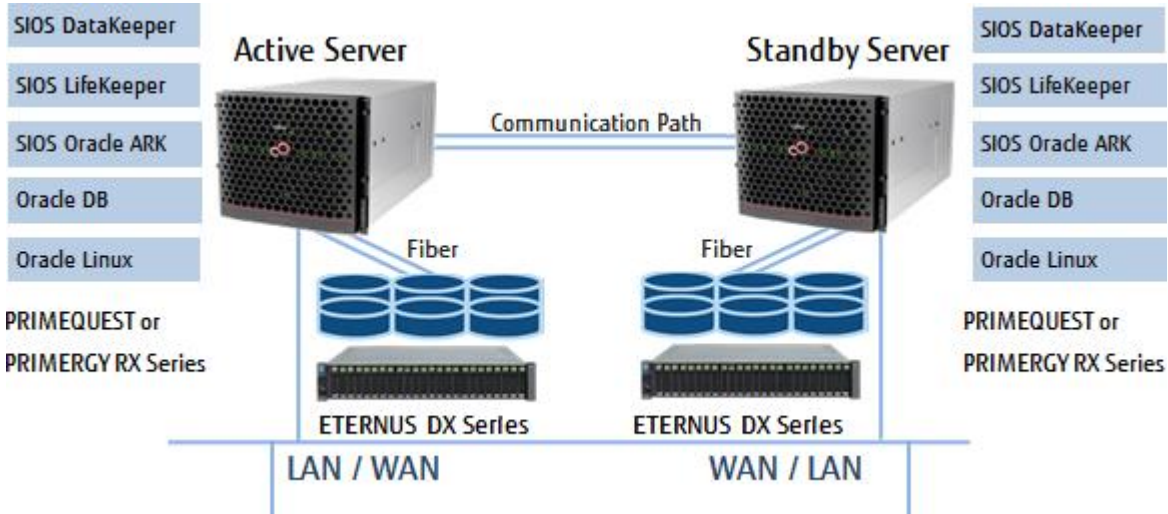 SIOS DataKeeper
SIOS LifeKeeper
SIOS Oracle ARK
Oracle DB
Oracle Linux
PRIMEQUEST or
PRIMERGY RX Series
Active Server
Communication Path
Standby Server
Fiber
Fiber
ETERNUS DX Series
ETERNUS DX Series
LAN / WAN
WAN / LAN
SIOS DataKeeper
SIOS LifeKeeper
SIOS Oracle ARK
Oracle DB
Oracle Linux
PRIMEQUEST or
PRIMERGY RX Series